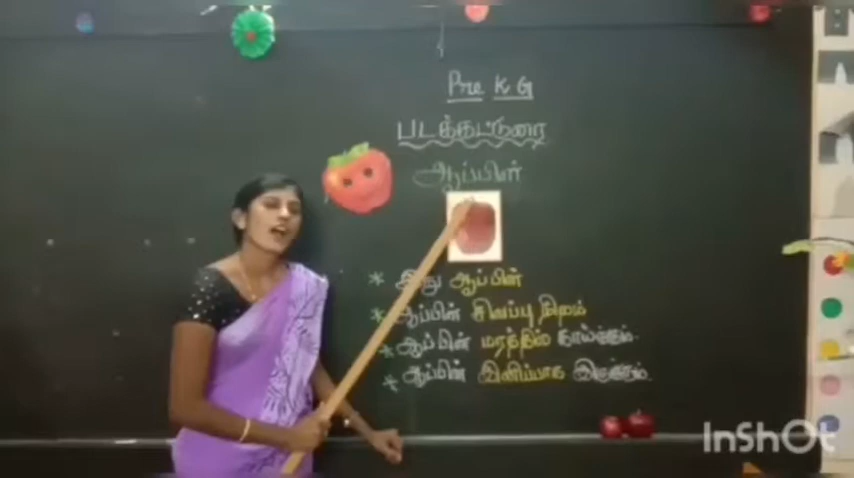 Pre KG
படக்கட்டுரை
ஆப்பிள்
* இது ஆப்பிள்
* ஆப்பிள் சிவப்பு நிறம்
* ஆப்பிள் மரத்தில் காய்க்கும்.
* ஆப்பிள் இனிப்பாக இருக்கும்.
InShOt